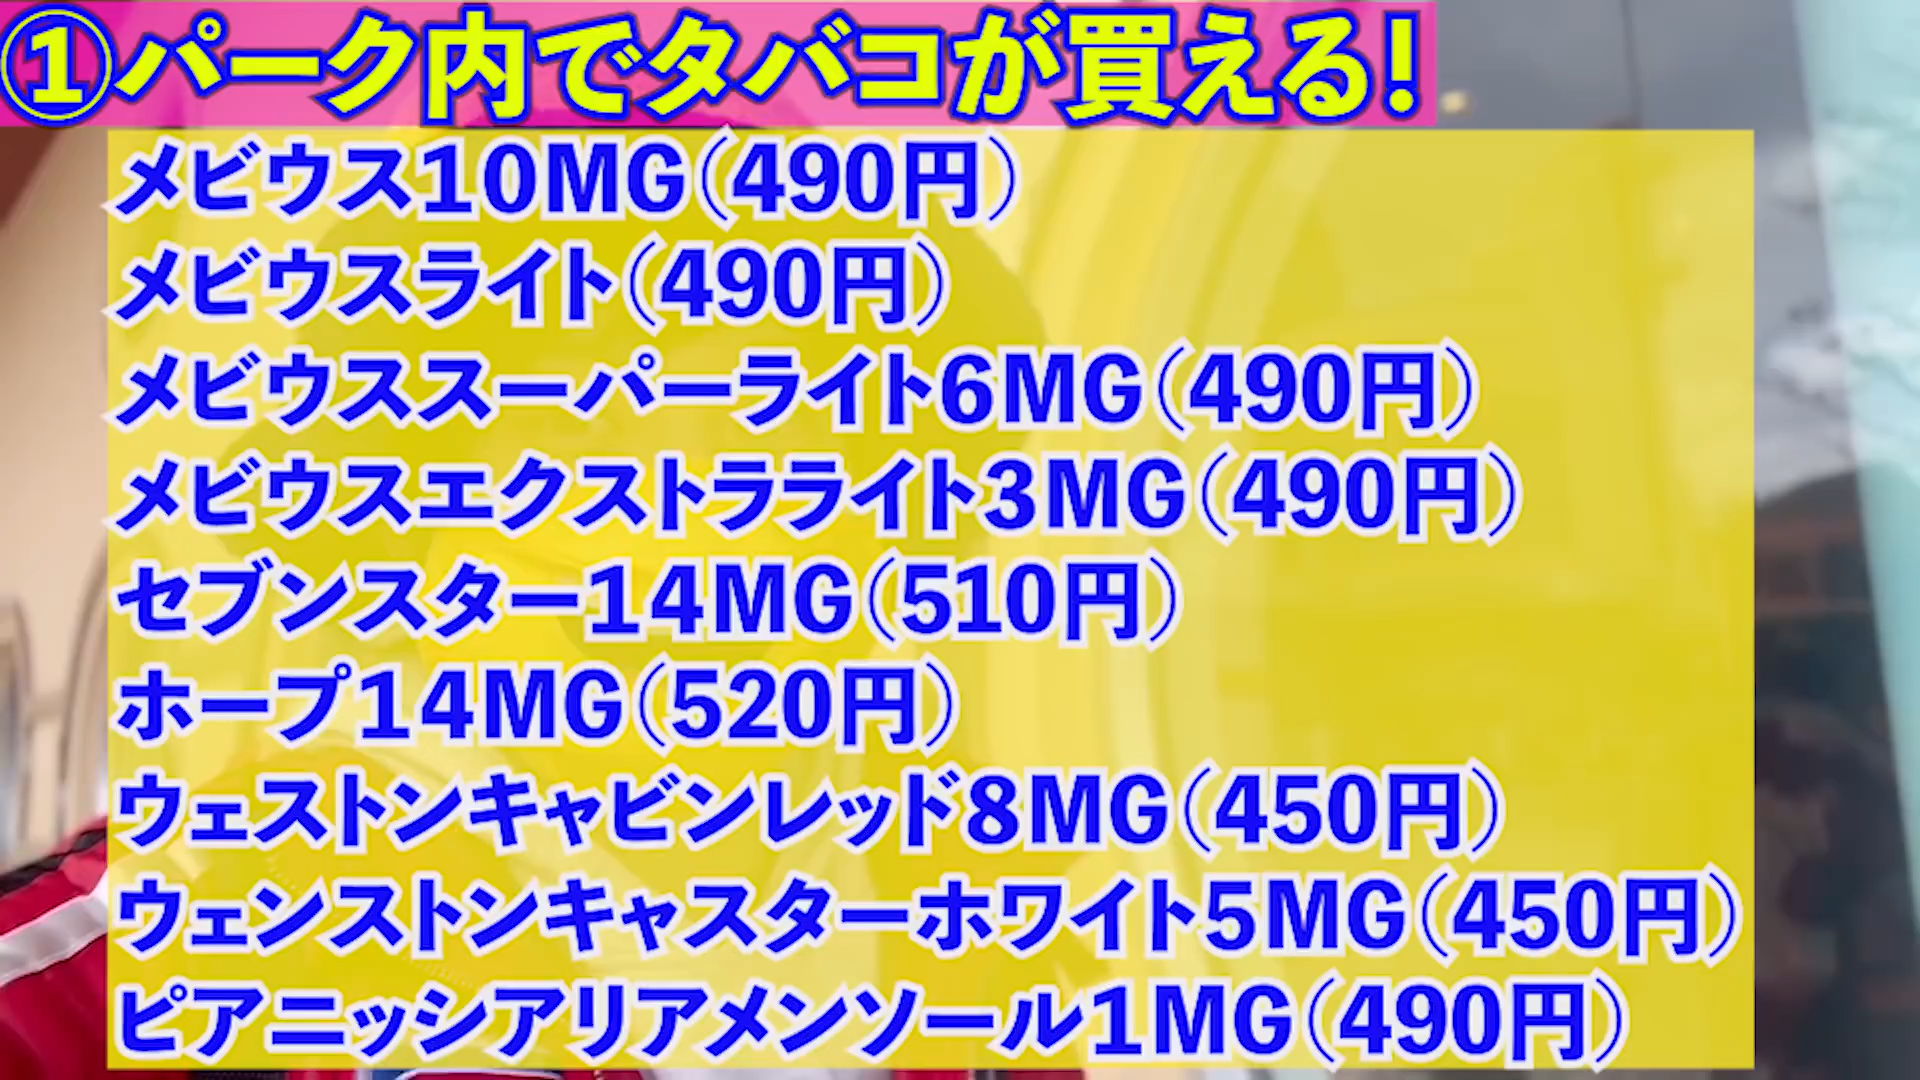 ①パーク内でタバコが買える!
メビウス10MG(490円)
メビウスライト(490円)
メビウススーパーライト6MG(490円)
メビウスエクストラライト3MG(490円)
セブンスター14MG(510円)
ホープ14MG(520円)
ウェストンキャビンレッド8MG(450円)
ウェンストンキャスターホワイト5MG(450円)
ピアニッシアリアメンソール1MG(490円)